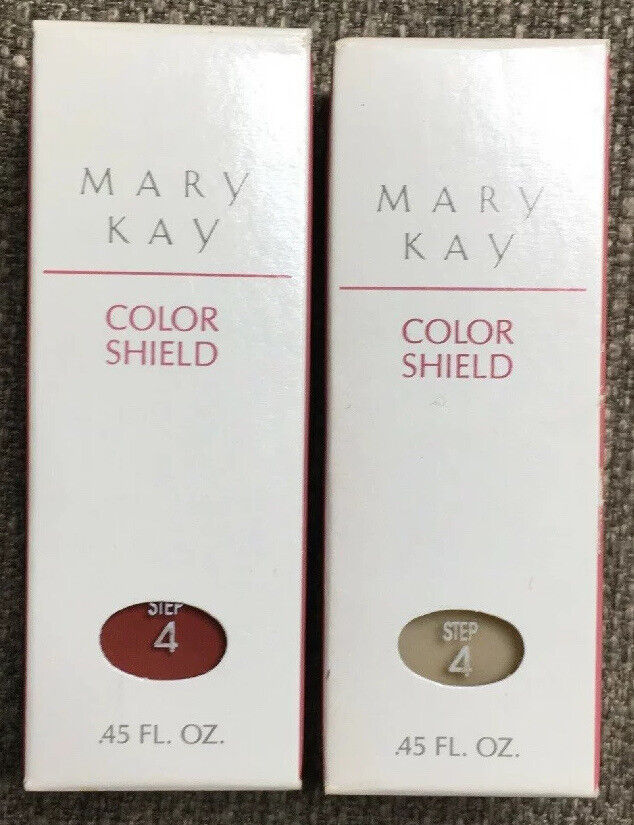 MARY
KAY
COLOR
SHIELD
STEP
4
.45 FL. OZ.
MARY
KAY
COLOR
SHIELD
STEP
4
.45 FL. OZ.